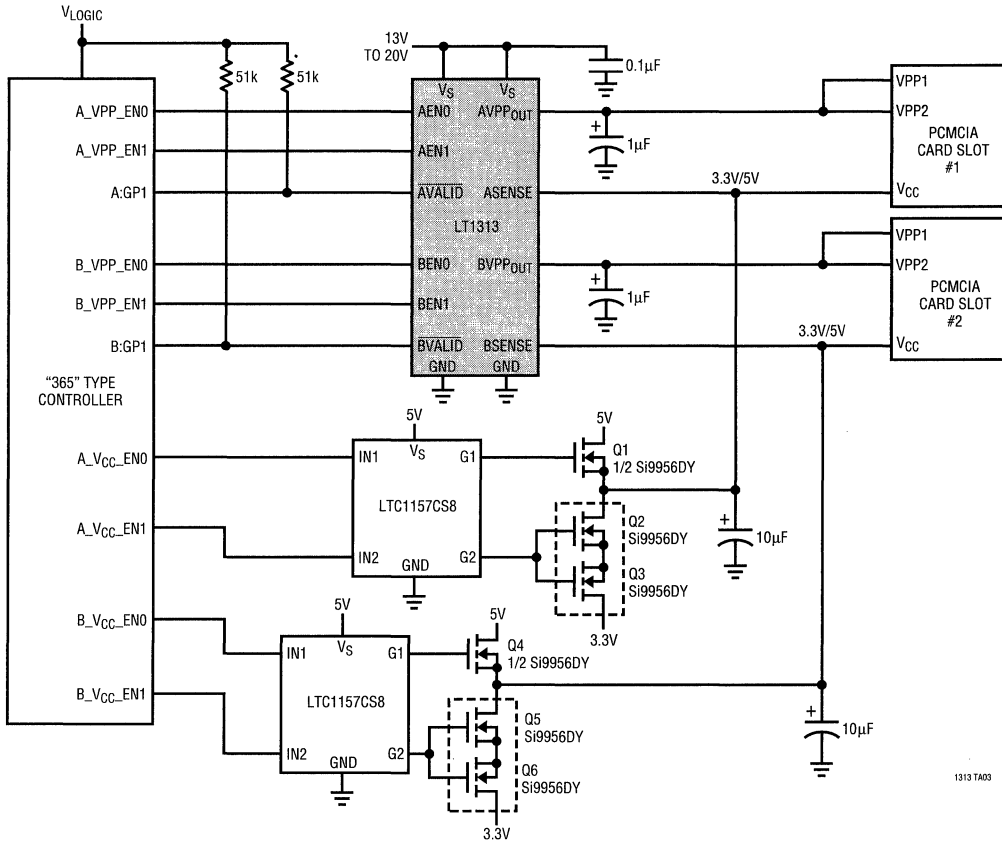 VLOGIC
51k
51k
13V
TO 20V
0.1µF
VS
VS
A_VPP_EN0
AEN0
AVPPOUT
VPP1
VPP2
1µF
PCMCIA
CARD SLOT
#1
A_VPP_EN1
AEN1
A:GP1
AVALID
ASENSE
3.3V/5V
VCC
LT1313
VPP1
B_VPP_EN0
BEN0
BVPPOUT
VPP2
1µF
PCMCIA
CARD SLOT
#2
B_VPP_EN1
BEN1
B:GP1
BVALID
BSENSE
3.3V/5V
VCC
GND
GND
"365" TYPE
CONTROLLER
5V
VS
5V
A_VCC_EN0
IN1
G1
Q1
1/2 Si9956DY
LTC1157CS8
A_VCC_EN1
IN2
GND
G2
Q2
Si9956DY
Q3
Si9956DY
10µF
3.3V
B_VCC_EN0
5V
VS
5V
IN1
G1
Q4
1/2 Si9956DY
LTC1157CS8
B_VCC_EN1
IN2
GND
G2
Q5
Si9956DY
Q6
Si9956DY
10µF
3.3V
1313 TA03